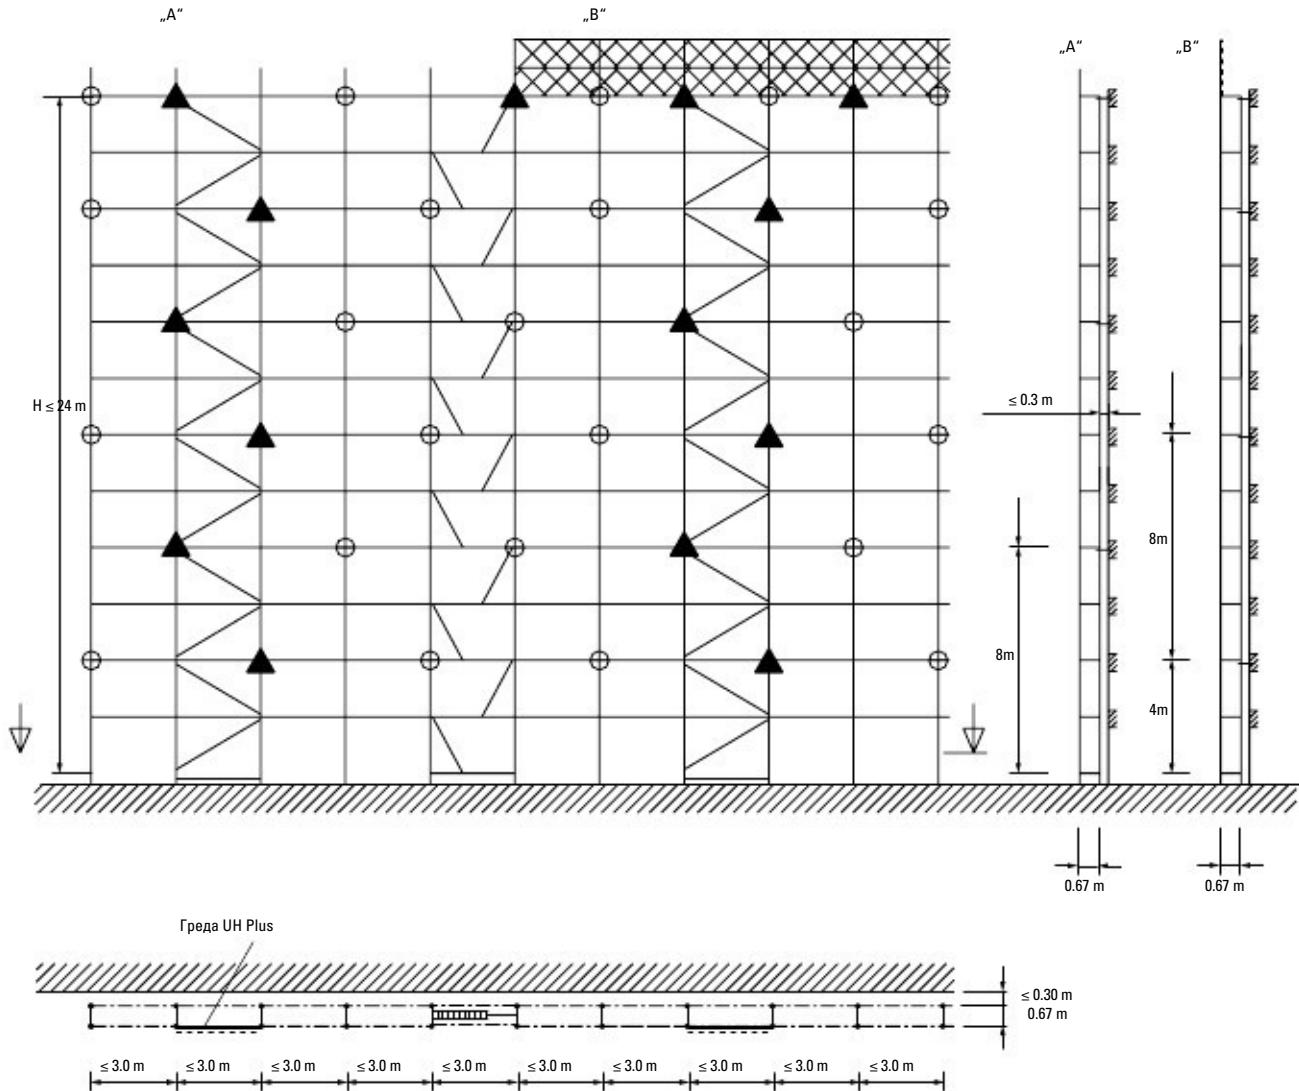 „A“
„B“
„A“
„B“
H ≤ 24 m
≤ 0.3 m
8m
8m
4m
0.67 m
0.67 m
Греда UH Plus
≤ 0.30 m
0.67 m
≤ 3.0 m
≤ 3.0 m
≤ 3.0 m
≤ 3.0 m
≤ 3.0 m
≤ 3.0 m
≤ 3.0 m
≤ 3.0 m
≤ 3.0 m
≤ 3.0 m